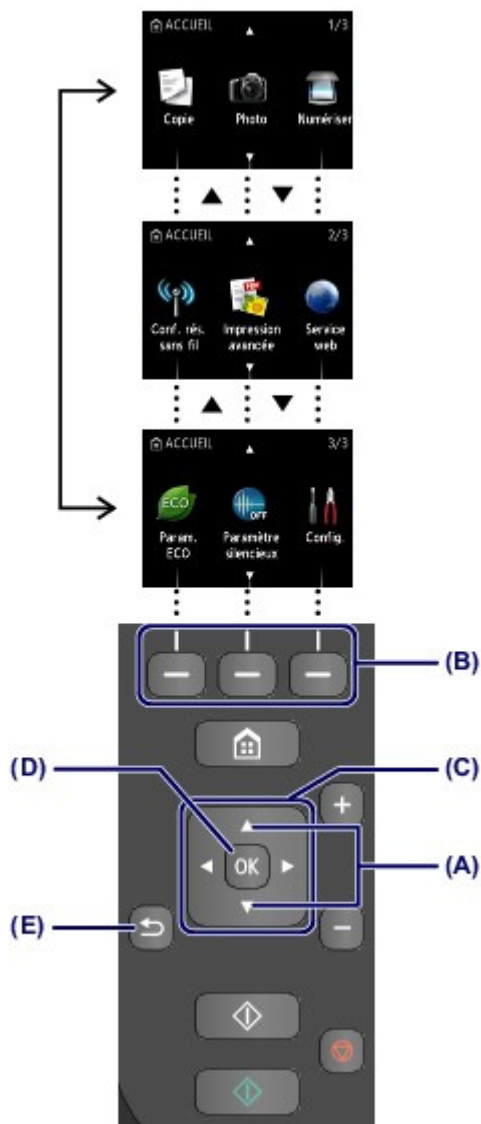 ACCUEIL 1/3
Copie Photo Numériser
ACCUEIL 2/3
PDF
Conf. rés. sans fil Impression avancée Service web
ACCUEIL 3/3
ECO OFF
Param. ECO Paramètre silencieux Config.
(B)
(D) (C)
+
OK
(A)
(E)
−